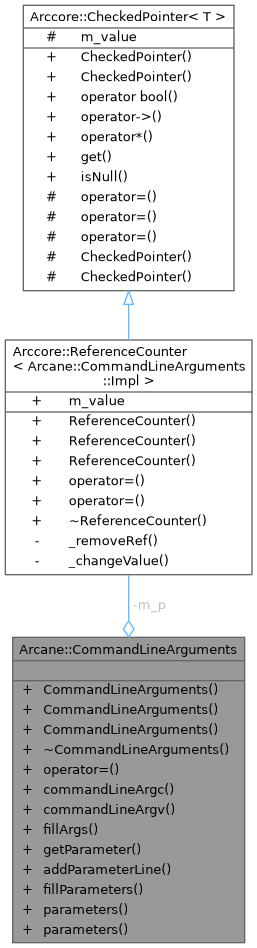 Arccore::CheckedPointer< T >
# m_value
+ CheckedPointer()
+ CheckedPointer()
+ operator bool()
+ operator->()
+ operator*()
+ get()
+ isNull()
# operator=()
# operator=()
# operator=()
# CheckedPointer()
# CheckedPointer()
Arccore::ReferenceCounter
< Arcane::CommandLineArguments
::Impl >
+ m_value
+ ReferenceCounter()
+ ReferenceCounter()
+ ReferenceCounter()
+ operator=()
+ operator=()
+ ~ReferenceCounter()
- _removeRef()
- _changeValue()
-m_p
Arcane::CommandLineArguments
+ CommandLineArguments()
+ CommandLineArguments()
+ CommandLineArguments()
+ ~CommandLineArguments()
+ operator=()
+ commandLineArgc()
+ commandLineArgv()
+ fillArgs()
+ getParameter()
+ addParameterLine()
+ fillParameters()
+ parameters()
+ parameters()